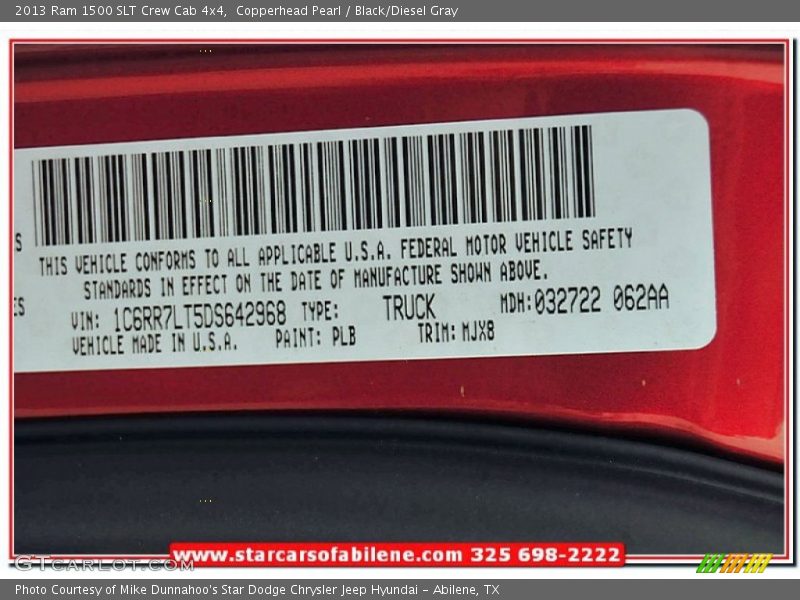 2013 Ram 1500 SLT Crew Cab 4x4,  Copperhead Pearl / Black/Diesel Gray
S
THIS VEHICLE CONFORMS TO ALL APPLICABLE U.S.A. FEDERAL MOTOR VEHICLE SAFETY
STANDARDS IN EFFECT ON THE DATE OF MANUFACTURE SHOWN ABOVE.
ES
VIN: 1C6RR7LT5DS642968 TYPE: TRUCK MDH:032722 062AA
VEHICLE MADE IN U.S.A. PAINT: PLB TRIM:MJX8
www.starcarsofabilene.com 325 698-2222
GTCARLOT.COM
Photo Courtesy of Mike Dunnahoo's Star Dodge Chrysler Jeep Hyundai – Abilene, TX